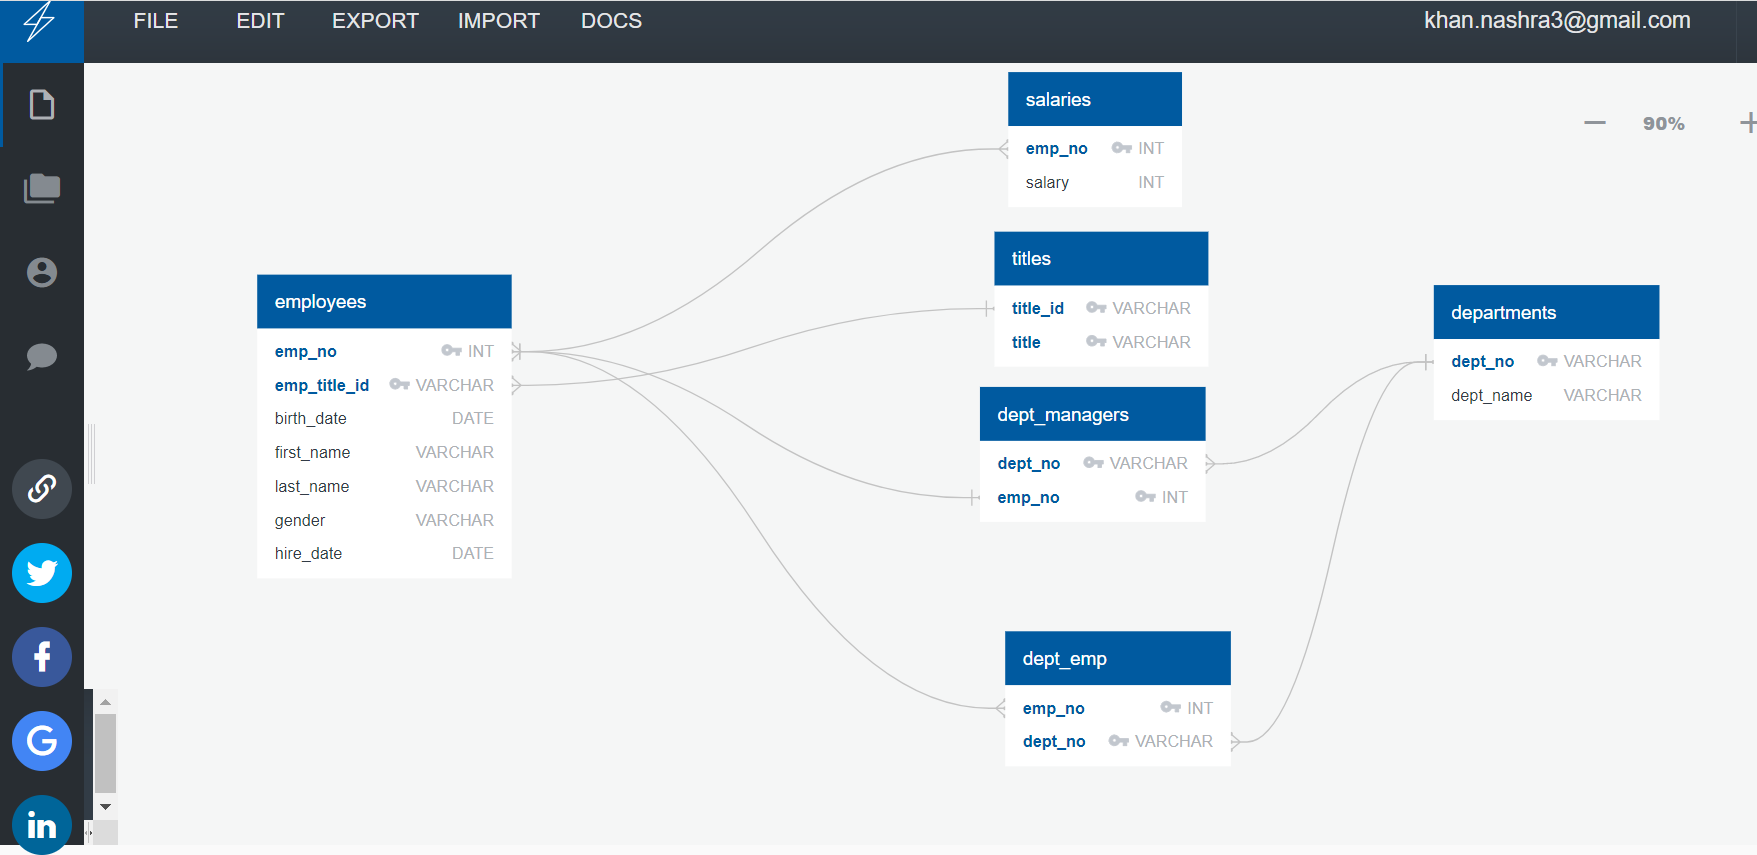 FILE EDIT EXPORT IMPORT DOCS khan.nashra3@gmail.com
90%
salaries
emp_no INT
salary INT
titles
title_id VARCHAR
title VARCHAR
employees
emp_no INT
emp_title_id VARCHAR
birth_date DATE
first_name VARCHAR
last_name VARCHAR
gender VARCHAR
hire_date DATE
departments
dept_no VARCHAR
dept_name VARCHAR
dept_managers
dept_no VARCHAR
emp_no INT
dept_emp
emp_no INT
dept_no VARCHAR
f
G
in